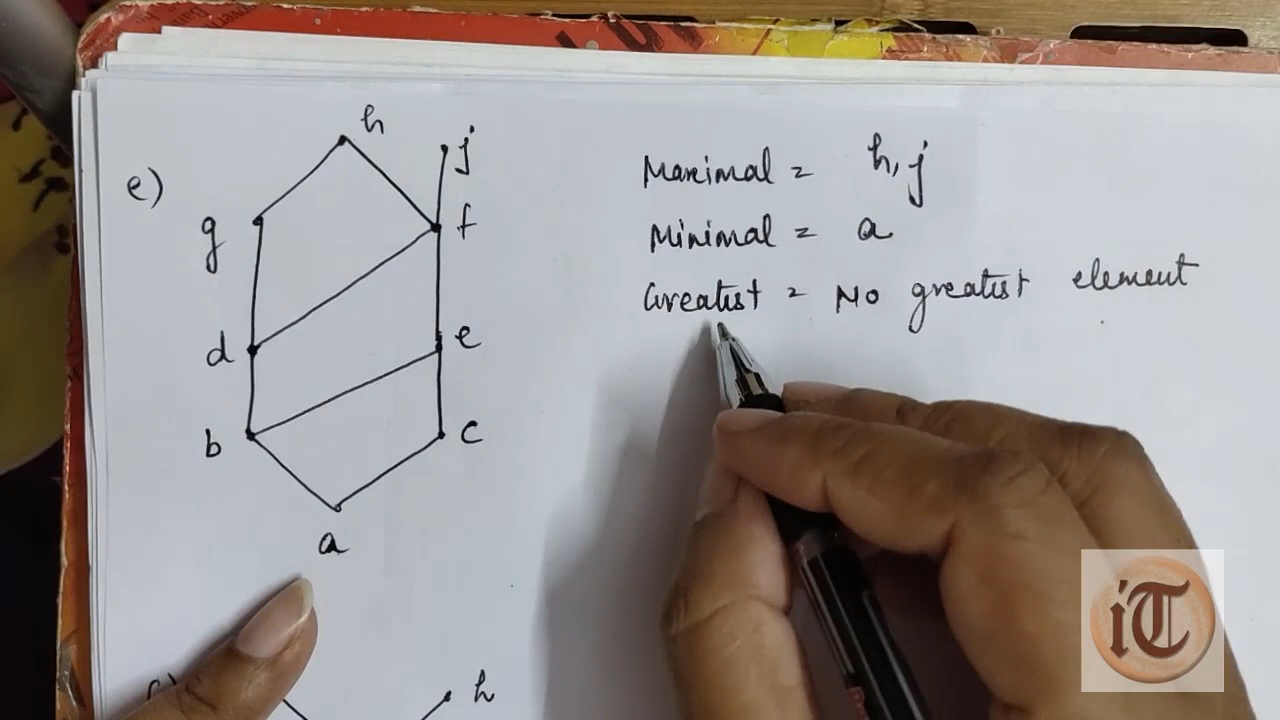 h
j
e)
g
f
d
e
b
c
a
h
Maximal = h, j
Minimal = a
Greatest = No greatest element
iT